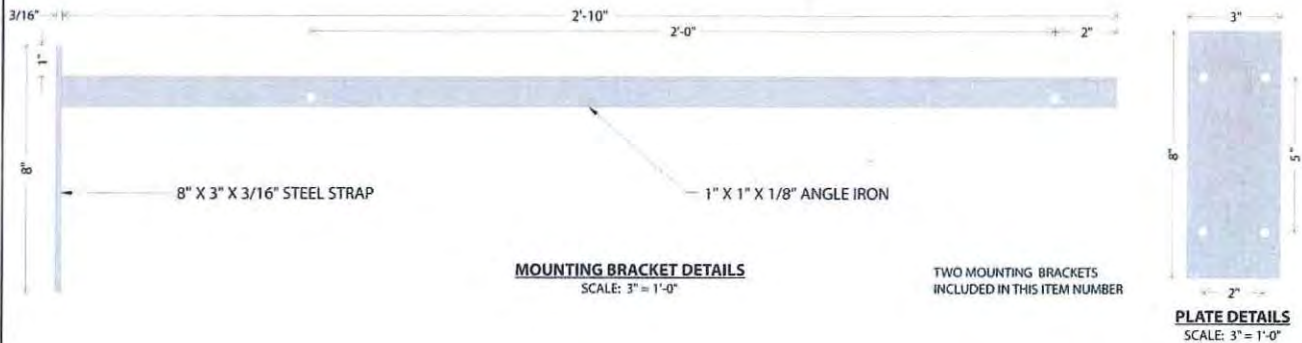 3/16"
2'-10"
2'-0"
2"
1"
8"
8" X 3" X 3/16" STEEL STRAP
1" X 1" X 1/8" ANGLE IRON
MOUNTING BRACKET DETAILS
SCALE: 3" = 1'-0"
TWO MOUNTING BRACKETS
INCLUDED IN THIS ITEM NUMBER
3"
8"
5"
2"
PLATE DETAILS
SCALE: 3" = 1'-0"